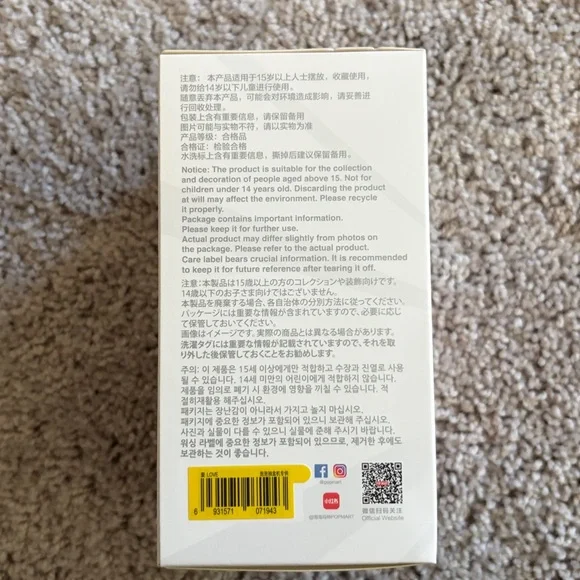 注意: 本产品适用于15岁以上人士摆放，收藏使用，
请勿给14岁以下儿童进行使用。
随意丢弃本产品，可能会对环境造成影响，请妥善进
行回收处理。
包装上含有重要信息，请保留备用
图片可能与实物不符，请以实物为准
产品等级：合格品
合格证：检验合格
水洗标上含有重要信息，撕掉后建议保留备用。
Notice: The product is suitable for the collection
and decoration of people aged above 15. Not for
children under 14 years old. Discarding the product
at will may affect the environment. Please recycle
it properly.
Package contains important information.
Please keep it for further use.
Actual product may differ slightly from photos on
the package. Please refer to the actual product.
Care label bears crucial information. It is recommended
to keep it for future reference after tearing it off.
注意: 本製品は15歳以上の方のコレクションや装飾向けです。
14歳以下のお子さま向けではございません。
本製品を廃棄する場合、各自治体の分別方法に従ってください。
パッケージには重要な情報が含まれていますので、必要に応じ
て保管しておいてください。
画像はイメージです。実際の商品とは異なる場合があります。
洗濯タグには重要な情報が記載されていますので、それを取
り外した後保管しておくことをお勧めします。
주의: 이 제품은 15세 이상에게만 적합하고 수장과 진열로 사용
될 수 있습니다. 14세 미만의 어린이에게 적합하지 않습니다.
제품을 임의로 폐기 시 환경에 영향을 끼칠 수 있습니다. 적
절히재활용 해주십시오.
패키지는 장난감이 아니라서 가지고 놀지 마십시오.
패키지에 중요한 정보가 포함되어 있으니 보관해 주십시오.
사진과 실물이 다를 수 있으니 실물에 준해 주시기 바랍니다.
워싱 라벨에 중요한 정보가 포함되어 있으므로, 제거한 후에도
보관하는 것이 좋습니다.
爱 LOVE
6 931571 071943
@popmart
小红书
微信扫码关注
Official Website